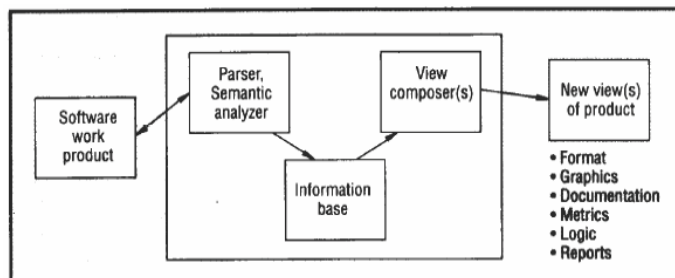 Software
work
product
Parser,
Semantic
analyzer
Information
base
View
composer(s)
New view(s)
of product
• Format
• Graphics
• Documentation
• Metrics
• Logic
• Reports